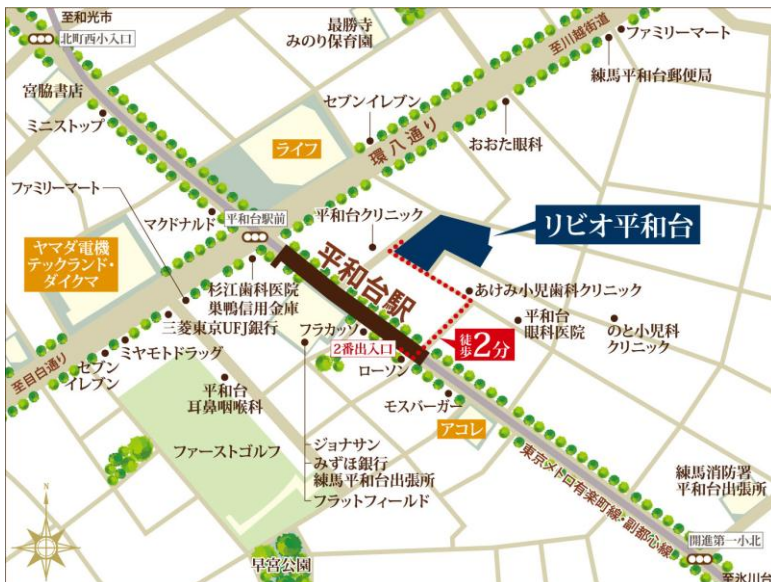 至和光市
北町西小入口
最勝寺
みのり保育園
至川越街道
ファミリーマート
練馬平和台郵便局
宮脇書店
ミニストップ
セブンイレブン
環八通り
おおた眼科
ライフ
ファミリーマート
マクドナルド
平和台駅前
平和台クリニック
リビオ平和台
ヤマダ電機
テックランド・
ダイクマ
平和台駅
杉江歯科医院
巣鴨信用金庫
あけみ小児歯科クリニック
三菱東京UFJ銀行
フラカッソ
平和台
眼科医院
のと小児科
クリニック
徒歩2分
2番出入口
ミヤモトドラッグ
セブン
イレブン
至目白通り
ローソン
モスバーガー
平和台
耳鼻咽喉科
アコレ
ファーストゴルフ
ジョナサン
みずほ銀行
練馬平和台出張所
フラットフィールド
東京メトロ有楽町線・副都心線
練馬消防署
平和台出張所
開進第一小北
早宮公園
至氷川台
N